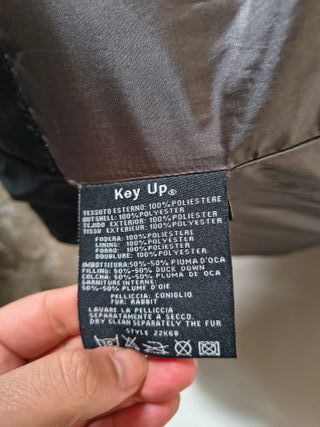 Key Up®
TESSUTO ESTERNO: 100% POLIESTERE
OUTSHELL: 100% POLYESTER
TEJIDO EXTERIOR: 100% POLYESTER
TISSU EXTERIEUR: 100% POLYESTER
FODERA: 100% POLIESTERE
LINING: 100% POLYESTER
FORRO: 100% POLYESTER
DOUBLURE: 100% POLYESTER
IMBOTTITURA: 50%-50% PIUMA D'OCA
FILLING: 50%-50% DUCK DOWN
COLCHA: 50%-50% PLUMA DE OCA
GARNITURE INTERNE:
50%-50% PLUME D'OIE
PELLICCIA: CONIGLIO
FUR: RABBIT
LAVARE LA PELLICCIA
SEPARATAMENTE A SECCO.
DRY CLEAN SEPARATELY THE FUR
STYLE 22K68